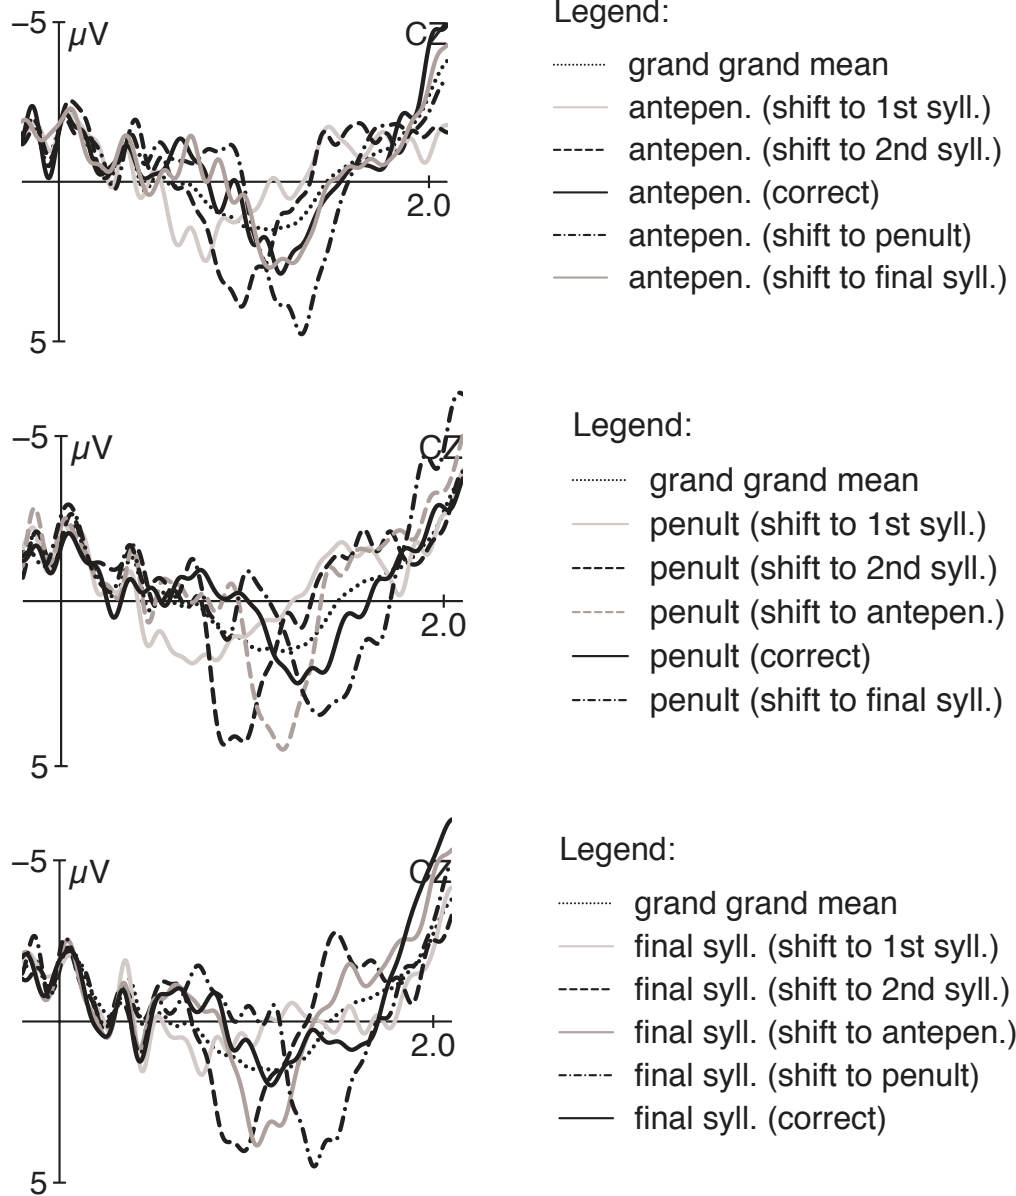 −5
µV
CZ
2.0
5
Legend:
grand grand mean
antepen. (shift to 1st syll.)
antepen. (shift to 2nd syll.)
antepen. (correct)
antepen. (shift to penult)
antepen. (shift to final syll.)
−5
µV
CZ
2.0
5
Legend:
grand grand mean
penult (shift to 1st syll.)
penult (shift to 2nd syll.)
penult (shift to antepen.)
penult (correct)
penult (shift to final syll.)
−5
µV
CZ
2.0
5
Legend:
grand grand mean
final syll. (shift to 1st syll.)
final syll. (shift to 2nd syll.)
final syll. (shift to antepen.)
final syll. (shift to penult)
final syll. (correct)